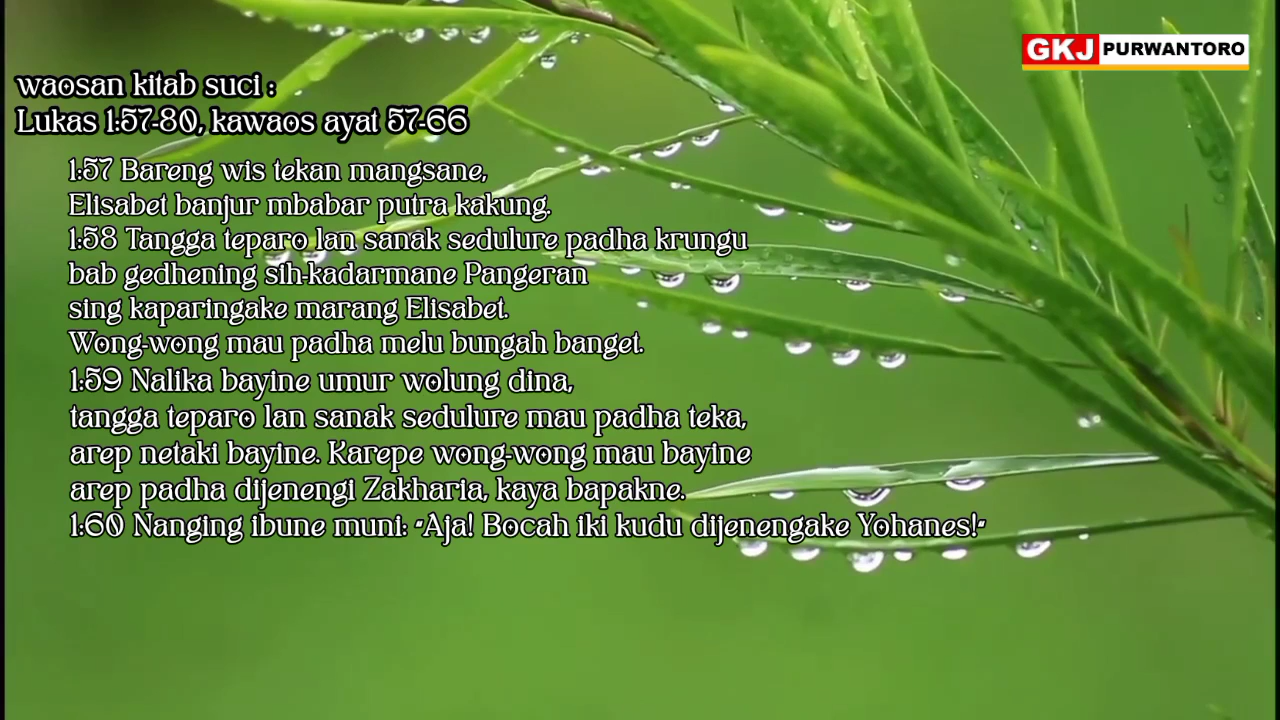 GKJ PURWANTORO
waosan kitab suci :
Lukas 1:57-80, kawaos ayat 57-66
1:57 Bareng wis tekan mangsane,
Elisabet banjur mbabar putra kakung.
1:58 Tangga teparo lan sanak sedulure padha krungu
bab gedhening sih-kadarmane Pangeran
sing kaparingake marang Elisabet.
Wong-wong mau padha melu bungah banget.
1:59 Nalika bayine umur wolung dina,
tangga teparo lan sanak sedulure mau padha teka,
arep netaki bayine. Karepe wong-wong mau bayine
arep padha dijenengi Zakharia, kaya bapakne.
1:60 Nanging ibune muni: "Aja! Bocah iki kudu dijenengake Yohanes!"